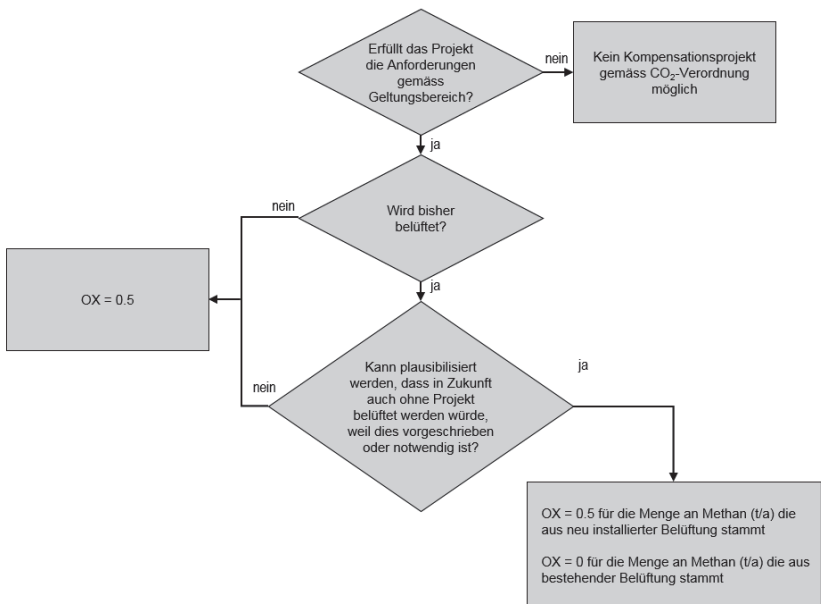 Erfüllt das Projekt
die Anforderungen
gemäss
Geltungsbereich?
nein
Kein Kompensationsprojekt
gemäss CO₂-Verordnung
möglich
ja
Wird bisher
belüftet?
nein
OX = 0.5
ja
Kann plausibilisiert
werden, dass in Zukunft
auch ohne Projekt
belüftet werden würde,
weil dies vorgeschrieben
oder notwendig ist?
nein
ja
OX = 0.5 für die Menge an Methan (t/a) die
aus neu installierter Belüftung stammt
OX = 0 für die Menge an Methan (t/a) die aus
bestehender Belüftung stammt